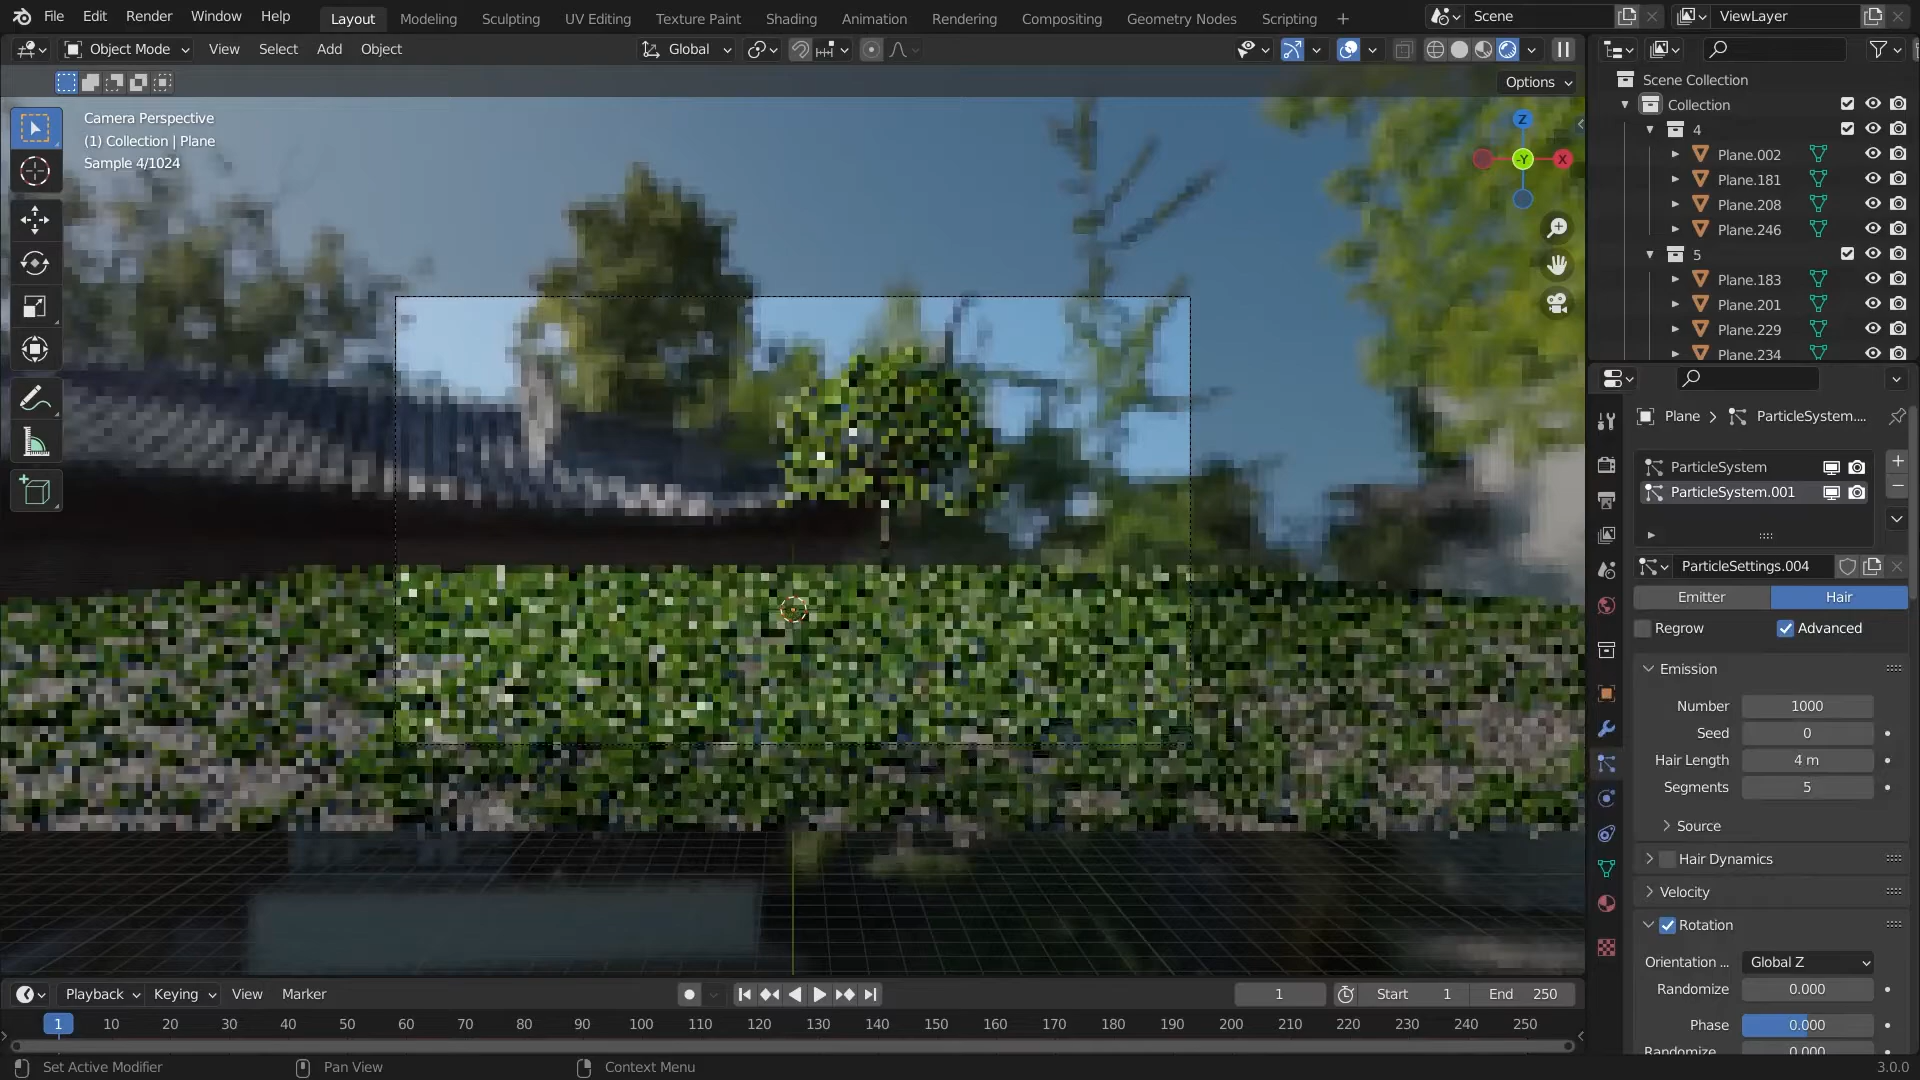 File Edit Render Window Help Layout Modeling Sculpting UV Editing Texture Paint Shading Animation Rendering Compositing Geometry Nodes Scripting + Scene ViewLayer
Object Mode View Select Add Object Global
Options
Camera Perspective
(1) Collection | Plane
Sample 4/1024
Z
-Y
X
Scene Collection
Collection
4
Plane.002
Plane.181
Plane.208
Plane.246
5
Plane.183
Plane.201
Plane.229
Plane.234
Plane > ParticleSystem....
ParticleSystem
ParticleSystem.001
ParticleSettings.004
Emitter Hair
Regrow Advanced
Emission
Number 1000
Seed 0
Hair Length 4 m
Segments 5
Source
Hair Dynamics
Velocity
Rotation
Orientation ... Global Z
Randomize 0.000
Phase 0.000
Randomize 0.000
Playback Keying View Marker 1 Start 1 End 250
1 10 20 30 40 50 60 70 80 90 100 110 120 130 140 150 160 170 180 190 200 210 220 230 240 250
Set Active Modifier Pan View Context Menu 3.0.0